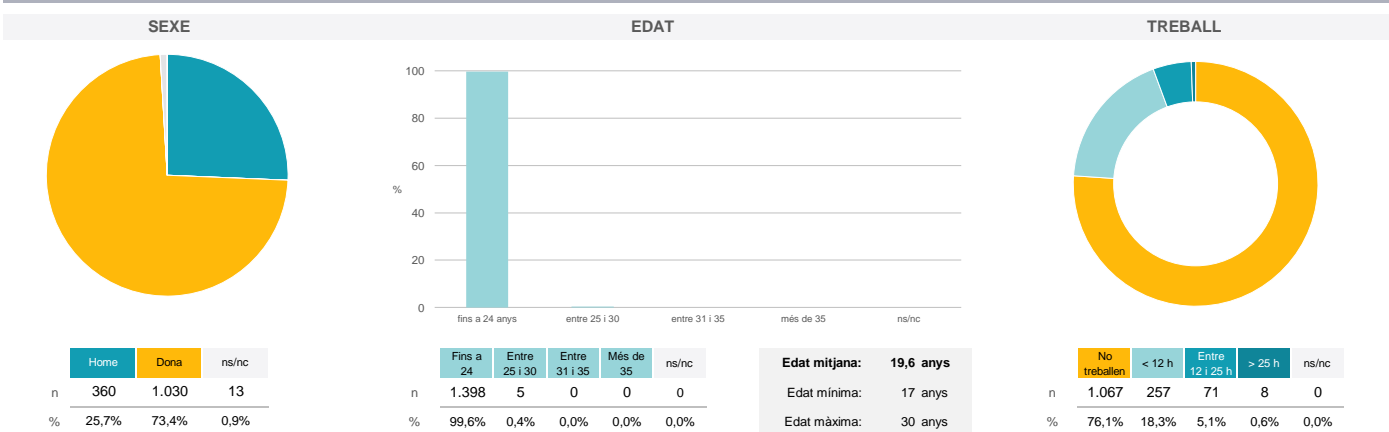 SEXE EDAT TREBALL
100
80
60
%
40
20
0
fins a 24 anys entre 25 i 30 entre 31 i 35 més de 35 ns/nc
Home Dona ns/nc
n 360 1.030 13
% 25,7% 73,4% 0,9%
Fins a 24 Entre 25 i 30 Entre 31 i 35 Més de 35 ns/nc
n 1.398 5 0 0 0
% 99,6% 0,4% 0,0% 0,0% 0,0%
Edat mitjana: 19,6 anys
Edat mínima: 17 anys
Edat màxima: 30 anys
No treballen < 12 h Entre 12 i 25 h > 25 h ns/nc
n 1.067 257 71 8 0
% 76,1% 18,3% 5,1% 0,6% 0,0%